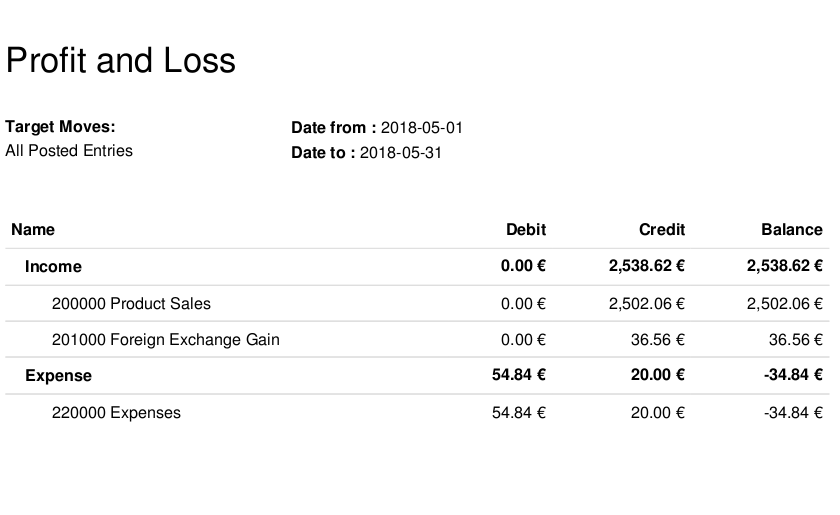 Profit and Loss
Target Moves:
All Posted Entries
Date from : 2018-05-01
Date to : 2018-05-31
Name Debit Credit Balance
Income 0.00 € 2,538.62 € 2,538.62 €
200000 Product Sales 0.00 € 2,502.06 € 2,502.06 €
201000 Foreign Exchange Gain 0.00 € 36.56 € 36.56 €
Expense 54.84 € 20.00 € -34.84 €
220000 Expenses 54.84 € 20.00 € -34.84 €